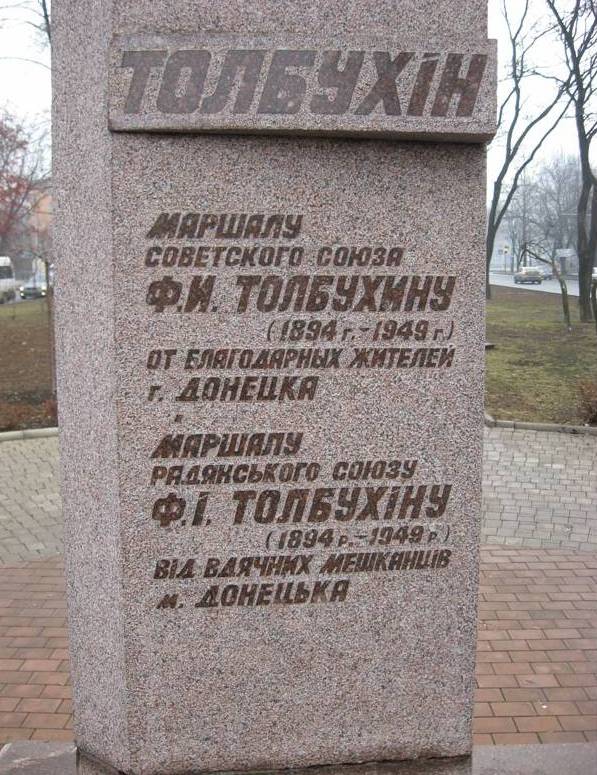 ТОЛБУХІН
МАРШАЛУ
СОВЕТСКОГО СОЮЗА
Ф.И. ТОЛБУХИНУ
(1894 г.-1949 г.)
ОТ БЛАГОДАРНЫХ ЖИТЕЛЕЙ
г. ДОНЕЦКА
МАРШАЛУ
РАДЯНСЬКОГО СОЮЗУ
Ф.І. ТОЛБУХІНУ
(1894 р.-1949 р.)
ВІД ВДЯЧНИХ МЕШКАНЦІВ
м. ДОНЕЦЬКА